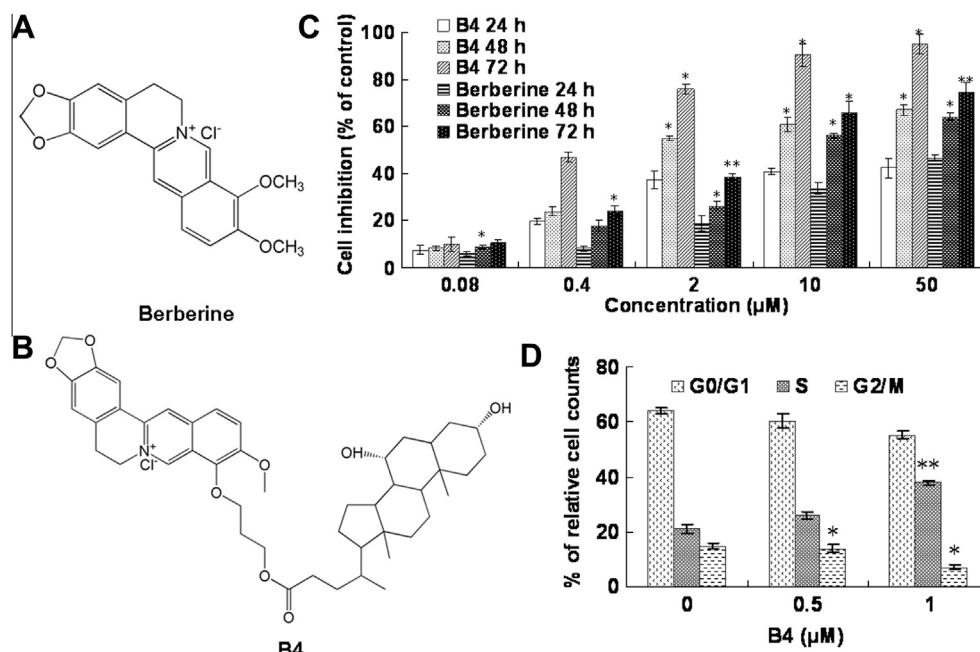 A
O
O
N+
Cl-
OCH3
OCH3
Berberine
B
O
O
N+
Cl-
O
O
O
O
OH
OH
B4
C
Cell inhibition (% of control)
100
80
60
40
20
0
B4 24 h
B4 48 h
B4 72 h
Berberine 24 h
Berberine 48 h
Berberine 72 h
* * * * * * ** * * * * * * * **
0.08 0.4 2 10 50
Concentration (μM)
D
% of relative cell counts
80
60
40
20
0
G0/G1 S G2/M
* ** *
0 0.5 1
B4 (μM)